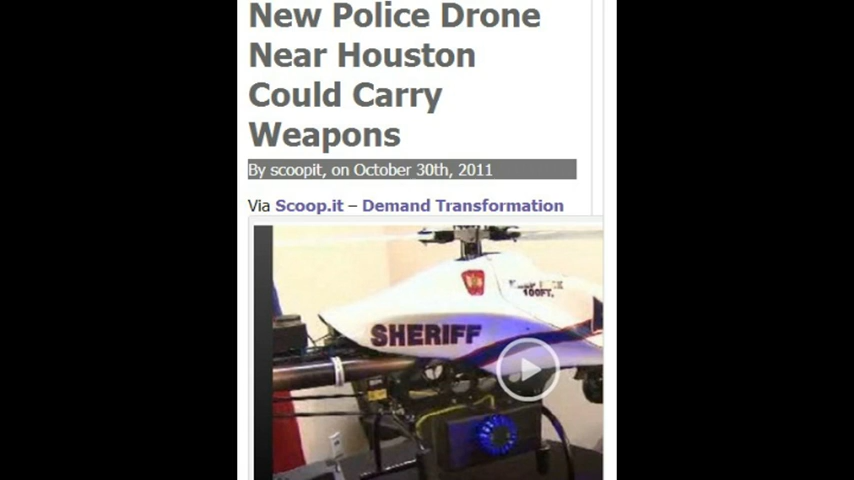 New Police Drone
Near Houston
Could Carry
Weapons
By scoopit, on October 30th, 2011
Via Scoop.it – Demand Transformation
100FT.
SHERIFF